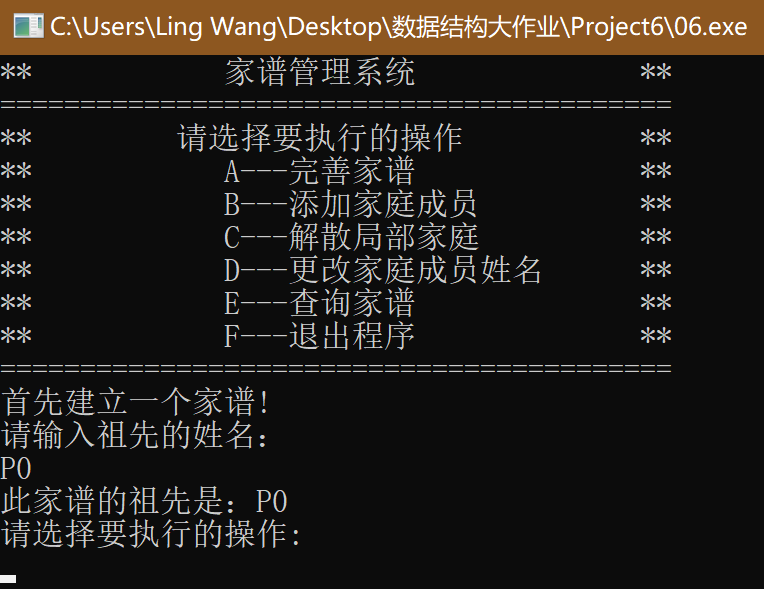 C:\Users\Ling Wang\Desktop\数据结构大作业\Project6\06.exe
** 家谱管理系统 **
==========================================
** 请选择要执行的操作 **
** A---完善家谱 **
** B---添加家庭成员 **
** C---解散局部家庭 **
** D---更改家庭成员姓名 **
** E---查询家谱 **
** F---退出程序 **
==========================================
首先建立一个家谱!
请输入祖先的姓名:
P0
此家谱的祖先是: P0
请选择要执行的操作: